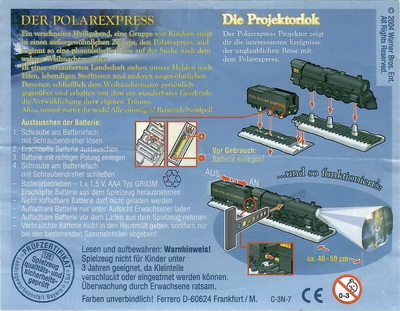 DER POLAREXPRESS
Ein verschneiter Heiligabend, eine Gruppe von Kindern steigt
in einen außergewöhnlichen Zug ein, den Polarexpress, und
beginnt so eine phantastische Reise auf der Suche nach dem
wahren Weihnachtsmann.
In einer verzauberten Landschaft stehen unsere Helden nach
Elfen, lebendigen Stofftieren und anderen außergewöhnlichen
Personen schließlich dem Weihnachtsmann persönlich
gegenüber und erhalten von ihm ein wunderbares Geschenk:
die Verwirklichung ihrer eigenen Träume.
Also, worauf wartet ihr noch? Alle einsteigen! Reiseziel: Nordpol!
Austauschen der Batterie:
1. Schraube am Batteriefach
mit Schraubendreher lösen
2. Erschöpfte Batterie austauschen
3. Batterie mit richtiger Polung einlegen
4. Schraube am Batteriefach
mit Schraubendreher schließen
Batteriebetrieben - 1 x 1,5 V. AAA Typ GR03M
Erschöpfte Batterie aus dem Spielzeug herausnehmen
Nicht aufladbare Batterie darf nicht geladen werden
Aufladbare Batterie nur unter Aufsicht Erwachsener laden
Aufladbare Batterie vor dem Laden aus dem Spielzeug nehmen
Verbrauchte Batterie nicht in den Hausmüll geben, sondern nur
bei den bestehenden Sammelstellen abgeben!
PRÜFZERTIFIKAT
Spielzeug
qualitäts- und
sicherheits-
geprüft
Lesen und aufbewahren: Warnhinweis!
Spielzeug nicht für Kinder unter
3 Jahren geeignet, da Kleinteile
verschluckt oder eingeatmet werden können.
Überwachung durch Erwachsene ratsam.
Farben unverbindlich! Ferrero D-60624 Frankfurt / M.
C-3N-7
Die Projektorlok
Der Polarexpress Projektor zeigt
dir die interessanten Ereignisse
der unglaublichen Reise mit
dem Polarexpress.
© 2004 Warner Bros. Ent.
All Rights Reserved.
Vor Gebrauch:
Batterie einlegen!
...und so funktioniert's:
AUS
AN
ca. 40 - 50 cm
CE
0-3